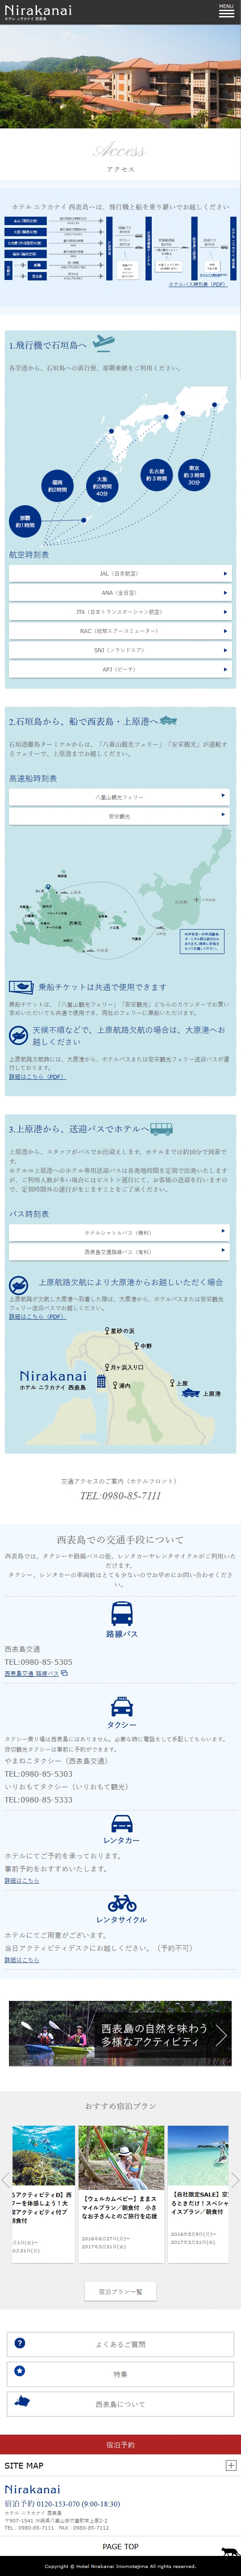 Nirakanai
ホテル ニラカナイ 西表島
MENU
Access
アクセス
ホテル ニラカナイ 西表島へは、飛行機と船を乗り継いでお越しください
ホテルバス時刻表（PDF）
1.飛行機で石垣島へ
各空港から、石垣島への直行便、那覇乗継をご利用ください。
福岡
約2時間
大阪
約2時間
40分
名古屋
約３時間
東京
約３時間
30分
那覇
約1時間
航空時刻表
JAL（日本航空）
ANA（全日空）
JTA（日本トランスオーシャン航空）
RAC（琉球エアーコミューター）
SNJ（ソラシドエア）
APJ（ピーチ）
2.石垣島から、船で西表島・上原港へ
石垣港離島ターミナルからは、「八重山観光フェリー」「安栄観光」が運航す
るフェリーで、上原港までお越しください。
高速船時刻表
八重山観光フェリー
安栄観光
乗船チケットは共通で使用できます
乗船チケットは、「八重山観光フェリー」「安栄観光」どちらのカウンターでお買い
求めいただいても共通で使用でき、両社のフェリーに乗船いただけます。
天候不順などで、上原航路欠航の場合は、大原港へお
越しください
上原航路欠航時には、大原港から、ホテルバスまたは安栄観光フェリー送迎バスが運
行しております。
詳細はこちら（PDF）
3.上原港から、送迎バスでホテルへ
上原港から、スタッフがバスでお出迎えします。ホテルまでは約10分で到着で
す。
ホテルや上原港へのホテル専用送迎バスは各発地時間を定刻で出発いたします
が、ご利用人数が多い場合にはピストン運行にて、お客様の送迎を行いますの
で、定刻時間外の運行が生じますことをご了承ください。
バス時刻表
ホテルシャトルバス（無料）
西表島交通路線バス（有料）
上原航路欠航により大原港からお越しいただく場合
上原航路が欠航し大原港へ到着した際は、大原港から、ホテルバスまたは安栄観光
フェリー送迎バスでお越しください。
詳細はこちら（PDF）
星砂の浜
中野
月ヶ浜入り口
Nirakanai
ホテル ニラカナイ 西表島
浦内
上原
上原港
交通アクセスのご案内（ホテルフロント）
TEL:0980-85-7111
西表島での交通手段について
西表島では、タクシーや路線バスの他、レンタカーやレンタサイクルがご利用いた
だけます。
タクシー、レンタカーの車両数はとても少ないのでお早めにお問い合わせくださ
い。
路線バス
西表島交通
TEL:0980-85-5305
西表島交通 路線バス
タクシー
タクシー乗り場は西表島にはありません。必要な時に電話をして手配してもらいます。
貸切観光タクシーは事前に予約ができます。
やまねこタクシー（西表島交通）
TEL:0980-85-5303
いりおもてタクシー（いりおもて観光）
TEL:0980-85-5333
レンタカー
ホテルにてご予約を承っております。
事前予約をおすすめいたします。
詳細はこちら
レンタサイクル
ホテルにてご用意がございます。
当日アクティビティデスクにお越しください。（予約不可）
詳細はこちら
西表島の自然を味わう
多様なアクティビティ
おすすめ宿泊プラン
【ウェルカムベビー】ままス
マイルプラン／朝食付　小さ
なお子さんとのご旅行を応援
2016年6月27日(月)～
2017年3月31日(金)
2016年5月9日(月)～
2017年3月31日(金)
宿泊プラン一覧
よくあるご質問
特集
西表島について
宿泊予約
SITE MAP
Nirakanai
宿泊予約 0120-153-070 (9:00-18:30)
ホテル ニラカナイ 西表島
〒907-1541 沖縄県八重山郡竹富町字上原2-2
TEL：0980-85-7111　FAX：0980-85-7112
PAGE TOP
Copyright © Hotel Nirakanai Iriomotejima All rights reserved.